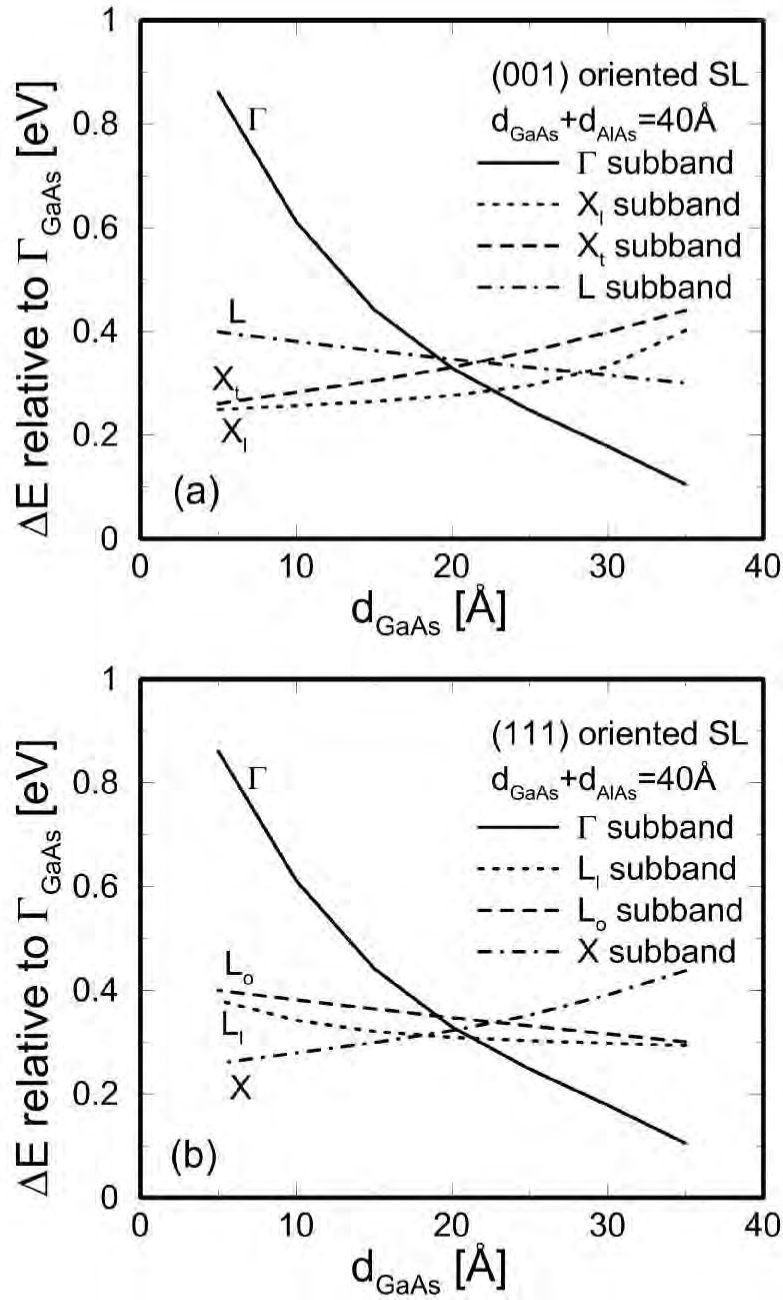 1
0.8
0.6
0.4
0.2
0
ΔE relative to Γ_GaAs [eV]
(001) oriented SL
d_GaAs+d_AlAs=40Å
Γ subband
X_l subband
X_t subband
L subband
Γ
L
X_t
X_l
(a)
0 10 20 30 40
d_GaAs [Å]
1
0.8
0.6
0.4
0.2
0
ΔE relative to Γ_GaAs [eV]
(111) oriented SL
d_GaAs+d_AlAs=40Å
Γ subband
L_l subband
L_o subband
X subband
Γ
L_o
L_l
X
(b)
0 10 20 30 40
d_GaAs [Å]